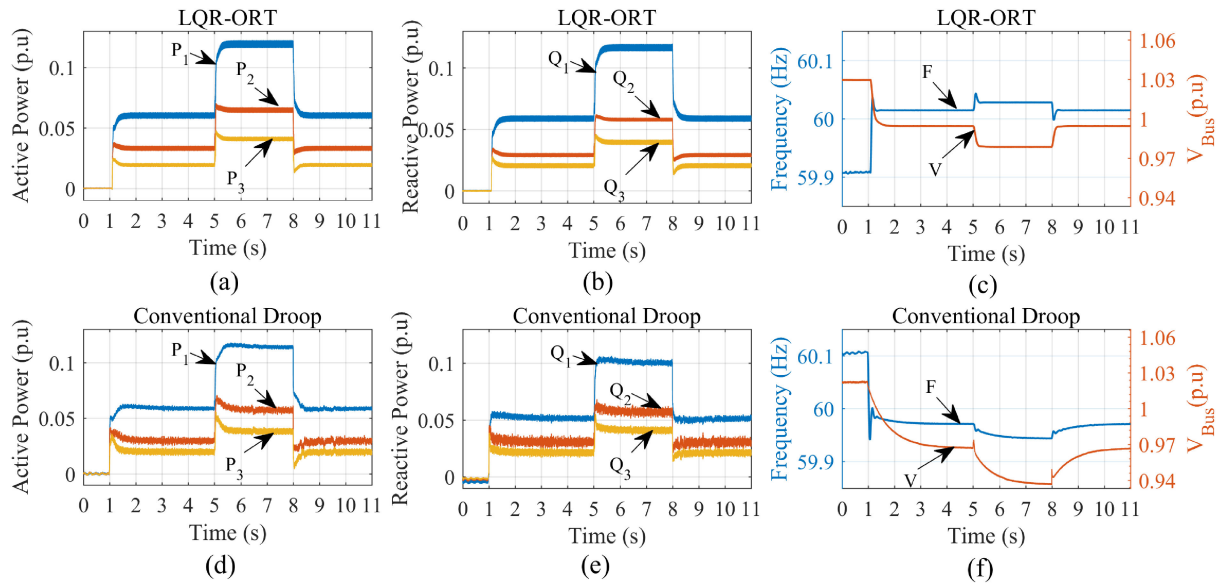 LQR-ORT
Active Power (p.u)
0.1
0.05
0
P1
P2
P3
0 1 2 3 4 5 6 7 8 9 10 11
Time (s)
(a)
LQR-ORT
Reactive Power (p.u)
0.1
0.05
0
Q1
Q2
Q3
0 1 2 3 4 5 6 7 8 9 10 11
Time (s)
(b)
LQR-ORT
Frequency (Hz)
60.1
60
59.9
F
V
1.06
1.03
1
0.97
0.94
VBus(p.u)
0 1 2 3 4 5 6 7 8 9 10 11
Time (s)
(c)
Conventional Droop
Active Power (p.u)
0.1
0.05
0
P1
P2
P3
0 1 2 3 4 5 6 7 8 9 10 11
Time (s)
(d)
Conventional Droop
Reactive Power (p.u)
0.1
0.05
0
Q1
Q2
Q3
0 1 2 3 4 5 6 7 8 9 10 11
Time (s)
(e)
Conventional Droop
Frequency (Hz)
60.1
60
59.9
F
V
1.06
1.03
1
0.97
0.94
VBus(p.u)
0 1 2 3 4 5 6 7 8 9 10 11
Time (s)
(f)